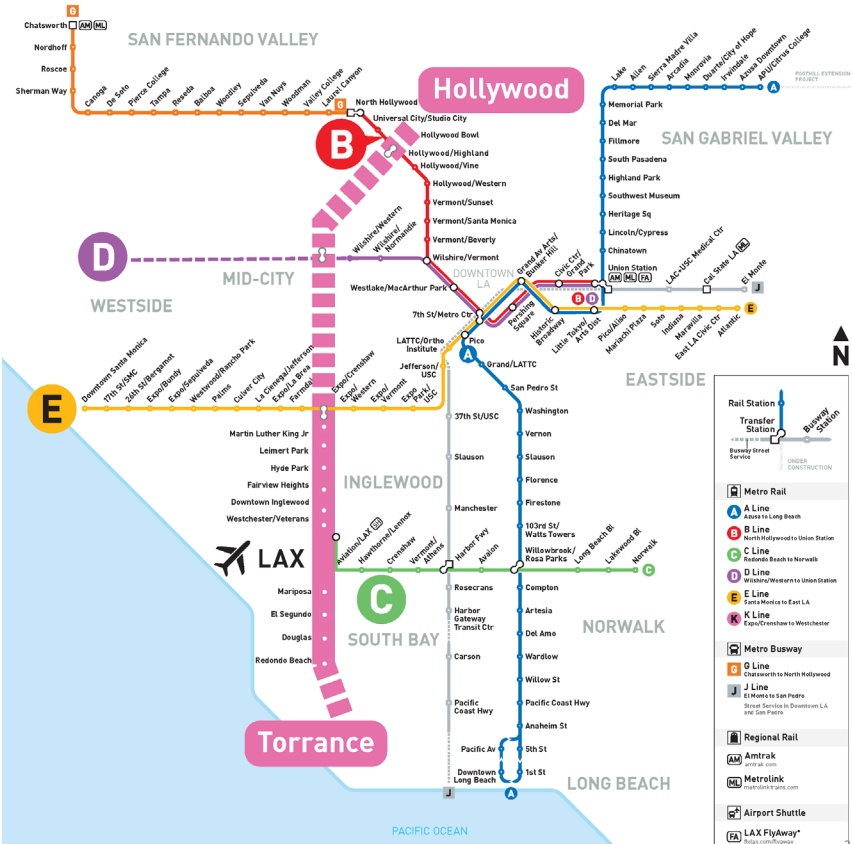 G
Chatsworth AM ML
Nordhoff
Roscoe
Sherman Way
SAN FERNANDO VALLEY
Canoga
De Soto
Pierce College
Tampa
Reseda
Balboa
Woodley
Sepulveda
Van Nuys
Woodman
Valley College
Laurel Canyon
G
North Hollywood
Universal City/Studio City
Hollywood Bowl
Hollywood/Highland
Hollywood/Vine
Hollywood/Western
Vermont/Sunset
Vermont/Santa Monica
Vermont/Beverly
Wilshire/Vermont
Hollywood
B
D
Wilshire/Western
Wilshire/
Normandie
MID-CITY
WESTSIDE
Westlake/MacArthur Park
7th St/Metro Ctr
DOWNTOWN
LA
Grand Av Arts/
Bunker Hill
Civic Ctr/
Grand
Park
Pershing
Square
Historic
Broadway
Little Tokyo/
Arts Dist
B D
Union Station
AM ML FA
Lake
Allen
Sierra Madre Villa
Arcadia
Monrovia
Duarte/City of Hope
Irwindale
Azusa Downtown
APU/Citrus College
A
FOOTHILL EXTENSION
PROJECT
Memorial Park
Del Mar
Fillmore
South Pasadena
Highland Park
Southwest Museum
Heritage Sq
Lincoln/Cypress
Chinatown
SAN GABRIEL VALLEY
LAC+USC Medical Ctr
Cal State LA ML
El Monte
J
Pico/Aliso
Mariachi Plaza
Soto
Indiana
Maravilla
East LA Civic Ctr
Atlantic
E
EASTSIDE
N
LATTC/Ortho
Institute
Jefferson/
USC
A
Pico
Grand/LATTC
San Pedro St
Washington
Vernon
Slauson
Florence
Firestone
103rd St/
Watts Towers
Willowbrook/
Rosa Parks
Compton
Artesia
Del Amo
Wardlow
Willow St
Pacific Coast Hwy
Anaheim St
Pacific Av
5th St
Downtown
Long Beach
1st St
A
LONG BEACH
E
Downtown Santa Monica
17th St/SMC
26th St/Bergamot
Expo/Bundy
Expo/Sepulveda
Westwood/Rancho Park
Palms
Culver City
La Cienega/Jefferson
Expo/La Brea
Farmdale
Expo/Crenshaw
Expo/
Western
Expo/
Vermont
Expo
Park/
USC
Martin Luther King Jr
Leimert Park
Hyde Park
Fairview Heights
Downtown Inglewood
Westchester/Veterans
INGLEWOOD
37th St/USC
Slauson
Manchester
LAX
Aviation/LAX
Hawthorne/Lennox
Crenshaw
Vermont/
Athens
Harbor Fwy
Avalon
Long Beach Bl
Lakewood Bl
Norwalk
C
C
SOUTH BAY
NORWALK
Mariposa
El Segundo
Douglas
Redondo Beach
Torrance
Rosecrans
Harbor
Gateway
Transit Ctr
Carson
Pacific
Coast Hwy
J
PACIFIC OCEAN
Rail Station
Transfer
Station
Busway
Station
Busway Street
Service
UNDER
CONSTRUCTION
Metro Rail
A A Line
Azusa to Long Beach
B B Line
North Hollywood to Union Station
C C Line
Redondo Beach to Norwalk
D D Line
Wilshire/Western to Union Station
E E Line
Santa Monica to East LA
K K Line
Expo/Crenshaw to Westchester
Metro Busway
G G Line
Chatsworth to North Hollywood
J J Line
El Monte to San Pedro
Street Service in Downtown LA
and San Pedro
Regional Rail
AM Amtrak
amtrak.com
ML Metrolink
metrolinktrains.com
Airport Shuttle
FA LAX FlyAway*
flylax.com/flyaway